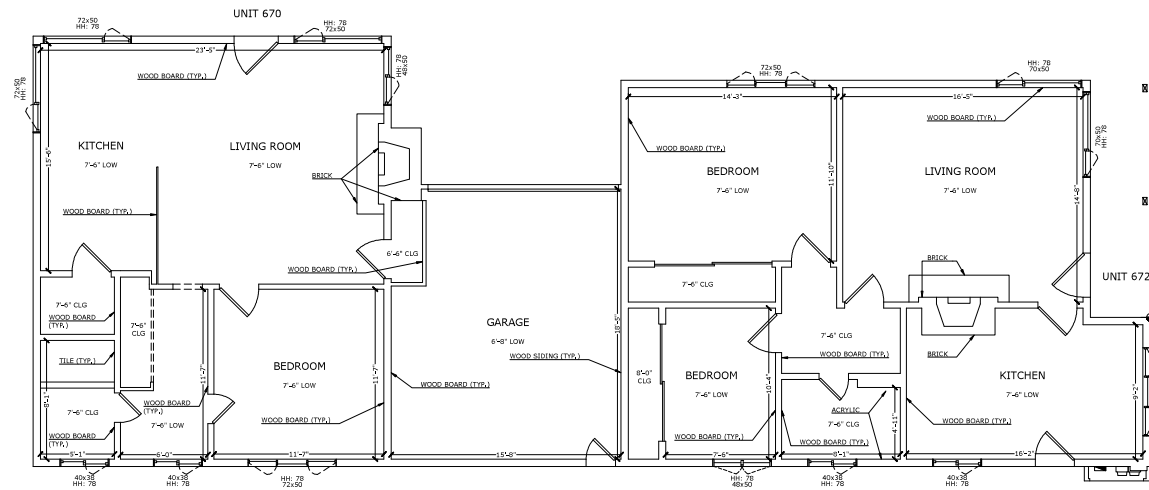 UNIT 670
72x50
HH: 78
HH: 78
72x50
23'-5"
WOOD BOARD (TYP.)
72x50
HH: 78
HH: 78
48x50
15'-6"
KITCHEN
7'-6" LOW
LIVING ROOM
7'-6" LOW
BRICK
WOOD BOARD (TYP.)
6'-6" CLG
WOOD BOARD (TYP.)
7'-6" CLG
WOOD BOARD
(TYP.)
7'-6"
CLG
TILE (TYP.)
8'-1"
7'-6" CLG
WOOD BOARD
(TYP.)
5'-1"
40x38
HH: 78
11'-7"
WOOD BOARD
(TYP.)
7'-6" LOW
6'-0"
40x38
HH: 78
BEDROOM
7'-6" LOW
11'-7"
WOOD BOARD (TYP.)
11'-7"
HH: 78
72x50
GARAGE
6'-8" LOW
18'-5"
WOOD SIDING (TYP.)
WOOD BOARD (TYP.)
15'-8"
72x50
HH: 78
14'-3"
WOOD BOARD (TYP.)
BEDROOM
7'-6" LOW
11'-10"
7'-6" CLG
HH: 78
70x50
16'-5"
WOOD BOARD (TYP.)
70x50
HH: 78
LIVING ROOM
7'-6" LOW
14'-8"
BRICK
UNIT 672
BRICK
8'-0"
CLG
BEDROOM
7'-6" LOW
10'-4"
WOOD BOARD (TYP.)
7'-6"
HH: 78
48x50
7'-6" CLG
WOOD BOARD (TYP.)
ACRYLIC
7'-6" CLG
4'-11"
WOOD BOARD (TYP.)
8'-1"
40x38
HH: 78
KITCHEN
7'-6" LOW
9'-2"
WOOD BOARD (TYP.)
16'-2"
40x38
HH: 78